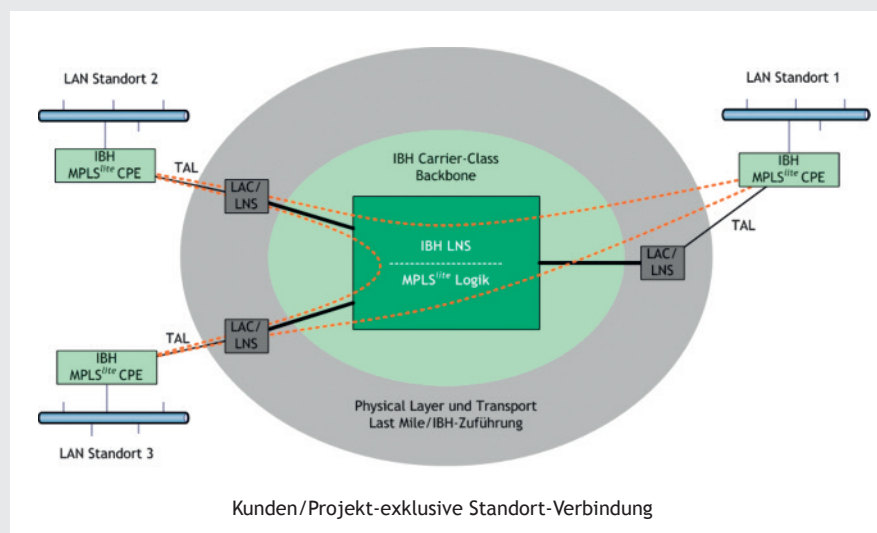 LAN Standort 2
IBH
MPLSlite CPE
TAL
LAC/
LNS
IBH Carrier-Class
Backbone
LAN Standort 1
IBH
MPLSlite CPE
TAL
LAC/
LNS
IBH LNS
MPLSlite Logik
TAL
LAC/
LNS
IBH
MPLSlite CPE
LAN Standort 3
Physical Layer und Transport
Last Mile/IBH-Zuführung
Kunden/Projekt-exklusive Standort-Verbindung